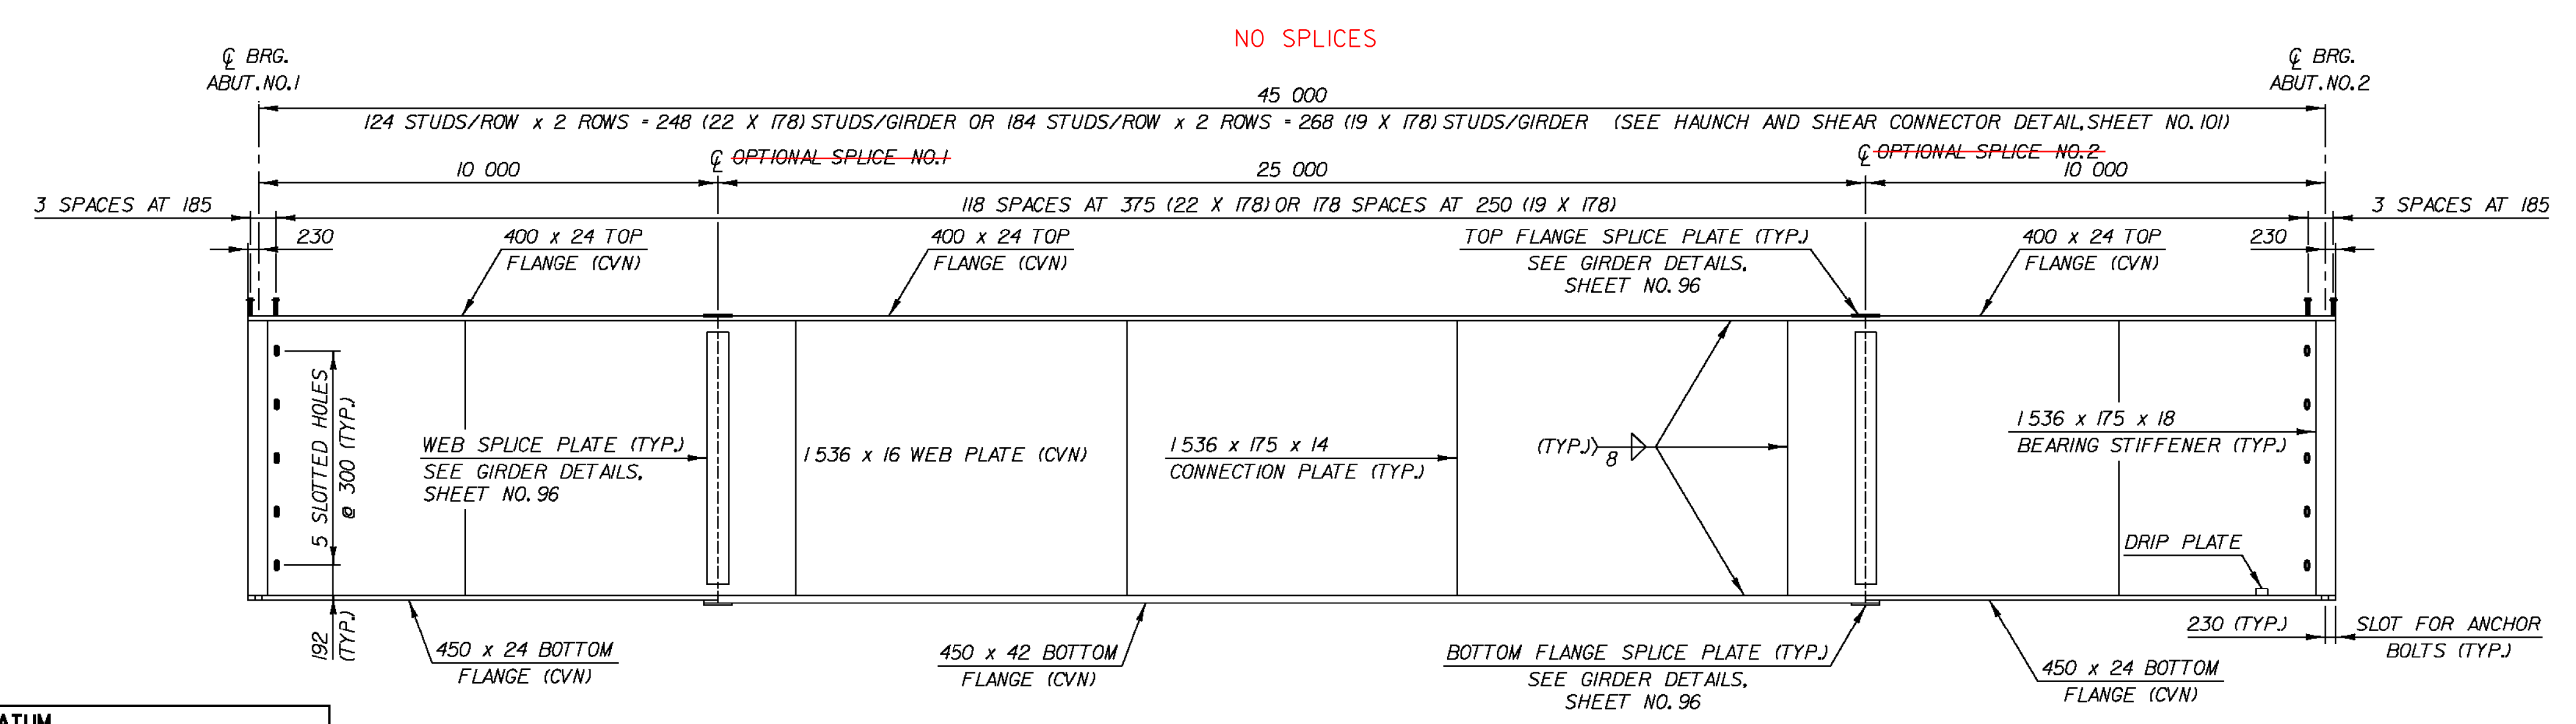 NO SPLICES
℄ BRG.
ABUT.NO.1
℄ BRG.
ABUT.NO.2
45 000
124 STUDS/ROW x 2 ROWS = 248 (22 X 178) STUDS/GIRDER OR 184 STUDS/ROW x 2 ROWS = 268 (19 X 178) STUDS/GIRDER (SEE HAUNCH AND SHEAR CONNECTOR DETAIL, SHEET NO. 101)
℄ OPTIONAL SPLICE NO.1
℄ OPTIONAL SPLICE NO.2
10 000
25 000
10 000
3 SPACES AT 185
118 SPACES AT 375 (22 X 178) OR 178 SPACES AT 250 (19 X 178)
3 SPACES AT 185
230
400 x 24 TOP
FLANGE (CVN)
400 x 24 TOP
FLANGE (CVN)
TOP FLANGE SPLICE PLATE (TYP.)
SEE GIRDER DETAILS,
SHEET NO. 96
400 x 24 TOP
FLANGE (CVN)
230
5 SLOTTED HOLES
@ 300 (TYP.)
WEB SPLICE PLATE (TYP.)
SEE GIRDER DETAILS,
SHEET NO. 96
1 536 x 16 WEB PLATE (CVN)
1 536 x 175 x 14
CONNECTION PLATE (TYP.)
(TYP.)
8
1 536 x 175 x 18
BEARING STIFFENER (TYP.)
DRIP PLATE
192
(TYP.)
450 x 24 BOTTOM
FLANGE (CVN)
450 x 42 BOTTOM
FLANGE (CVN)
BOTTOM FLANGE SPLICE PLATE (TYP.)
SEE GIRDER DETAILS,
SHEET NO. 96
450 x 24 BOTTOM
FLANGE (CVN)
230 (TYP.)
SLOT FOR ANCHOR
BOLTS (TYP.)